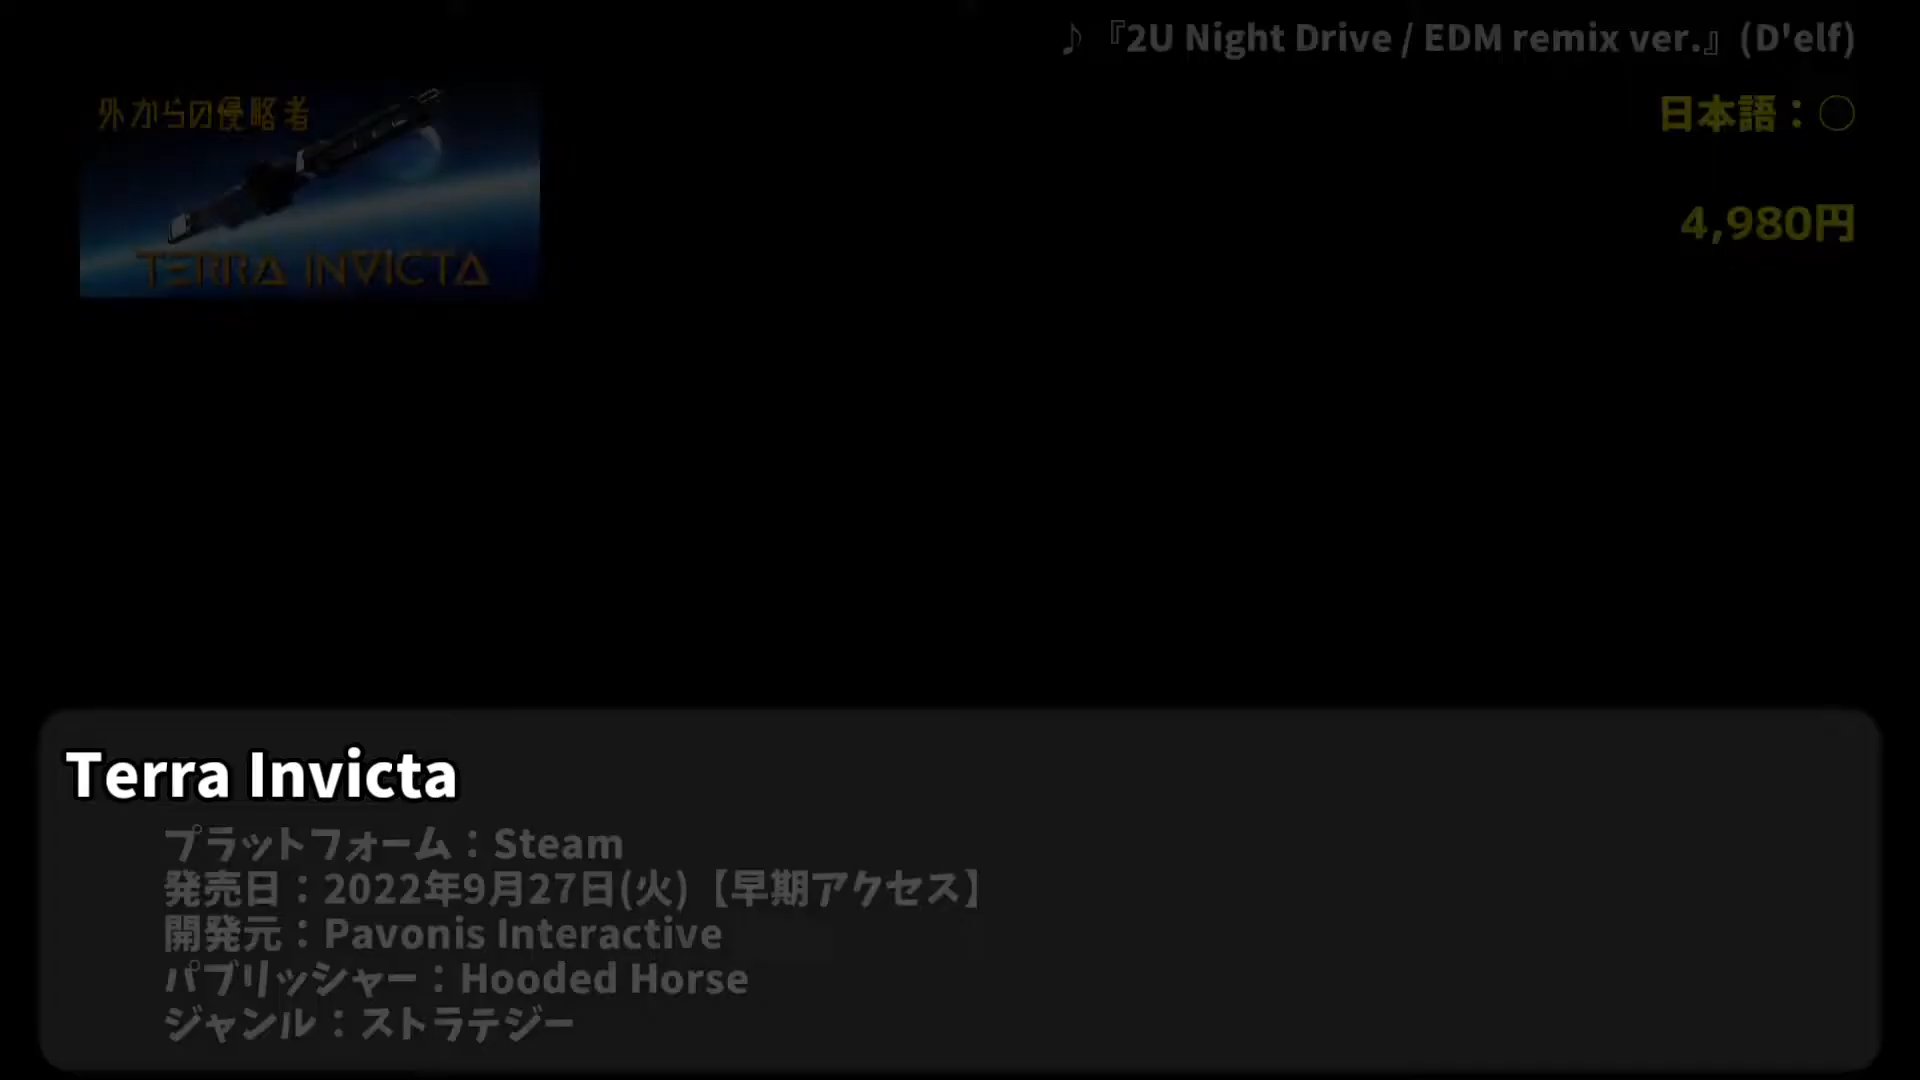 ♪『2U Night Drive / EDM remix ver.』(D'elf)
外からの侵略者
日本語：○
4,980円
TERRA INVICTA
Terra Invicta
プラットフォーム：Steam
発売日：2022年9月27日(火)【早期アクセス】
開発元：Pavonis Interactive
パブリッシャー：Hooded Horse
ジャンル：ストラテジー